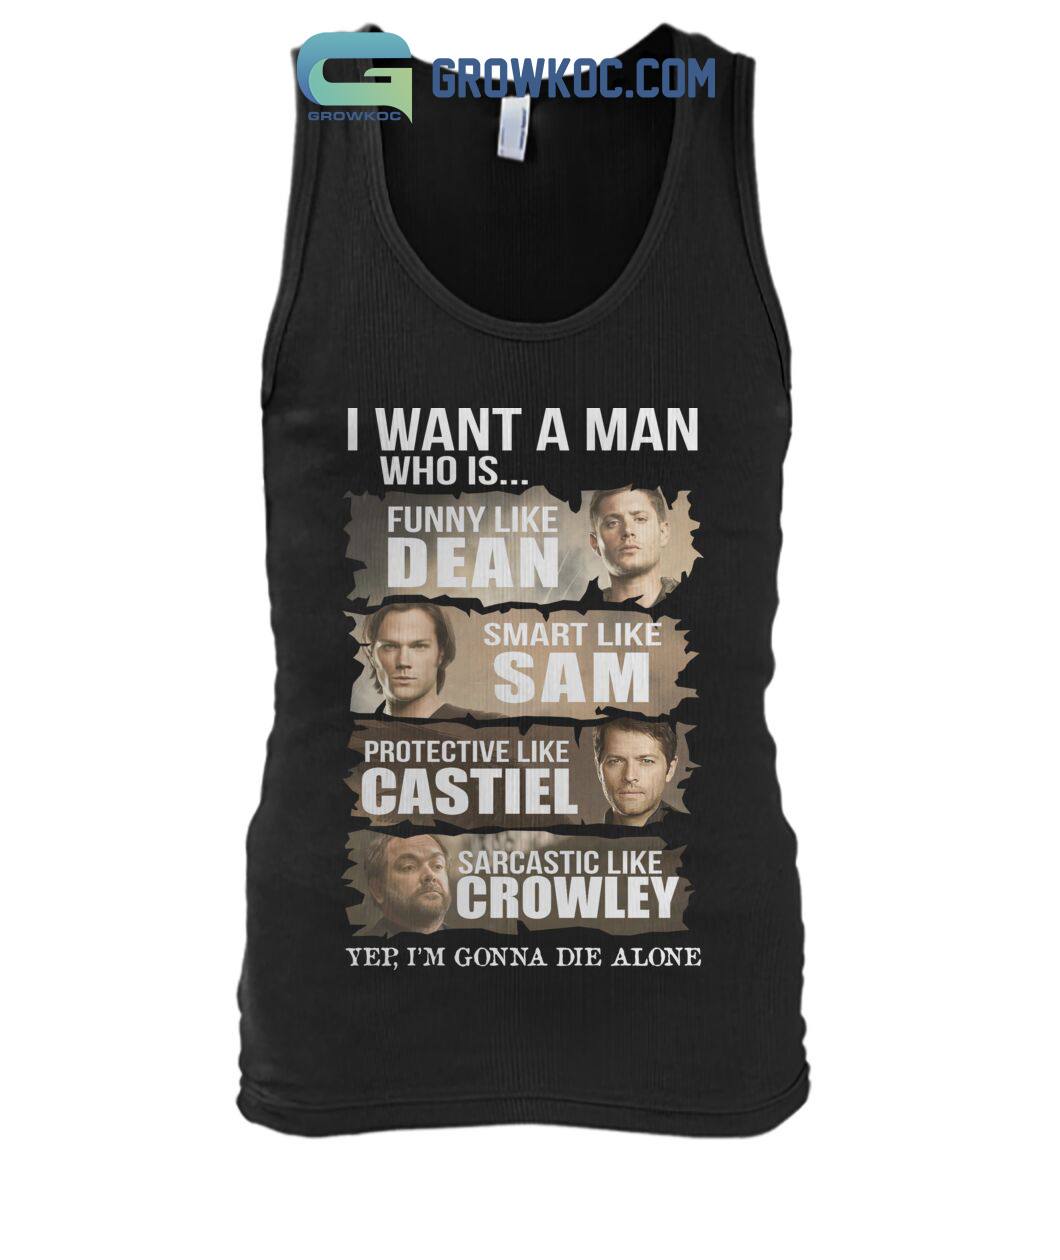 GROWKOC.COM
GROWKOC
I WANT A MAN
WHO IS...
FUNNY LIKE
DEAN
SMART LIKE
SAM
PROTECTIVE LIKE
CASTIEL
SARCASTIC LIKE
CROWLEY
YEP, I'M GONNA DIE ALONE